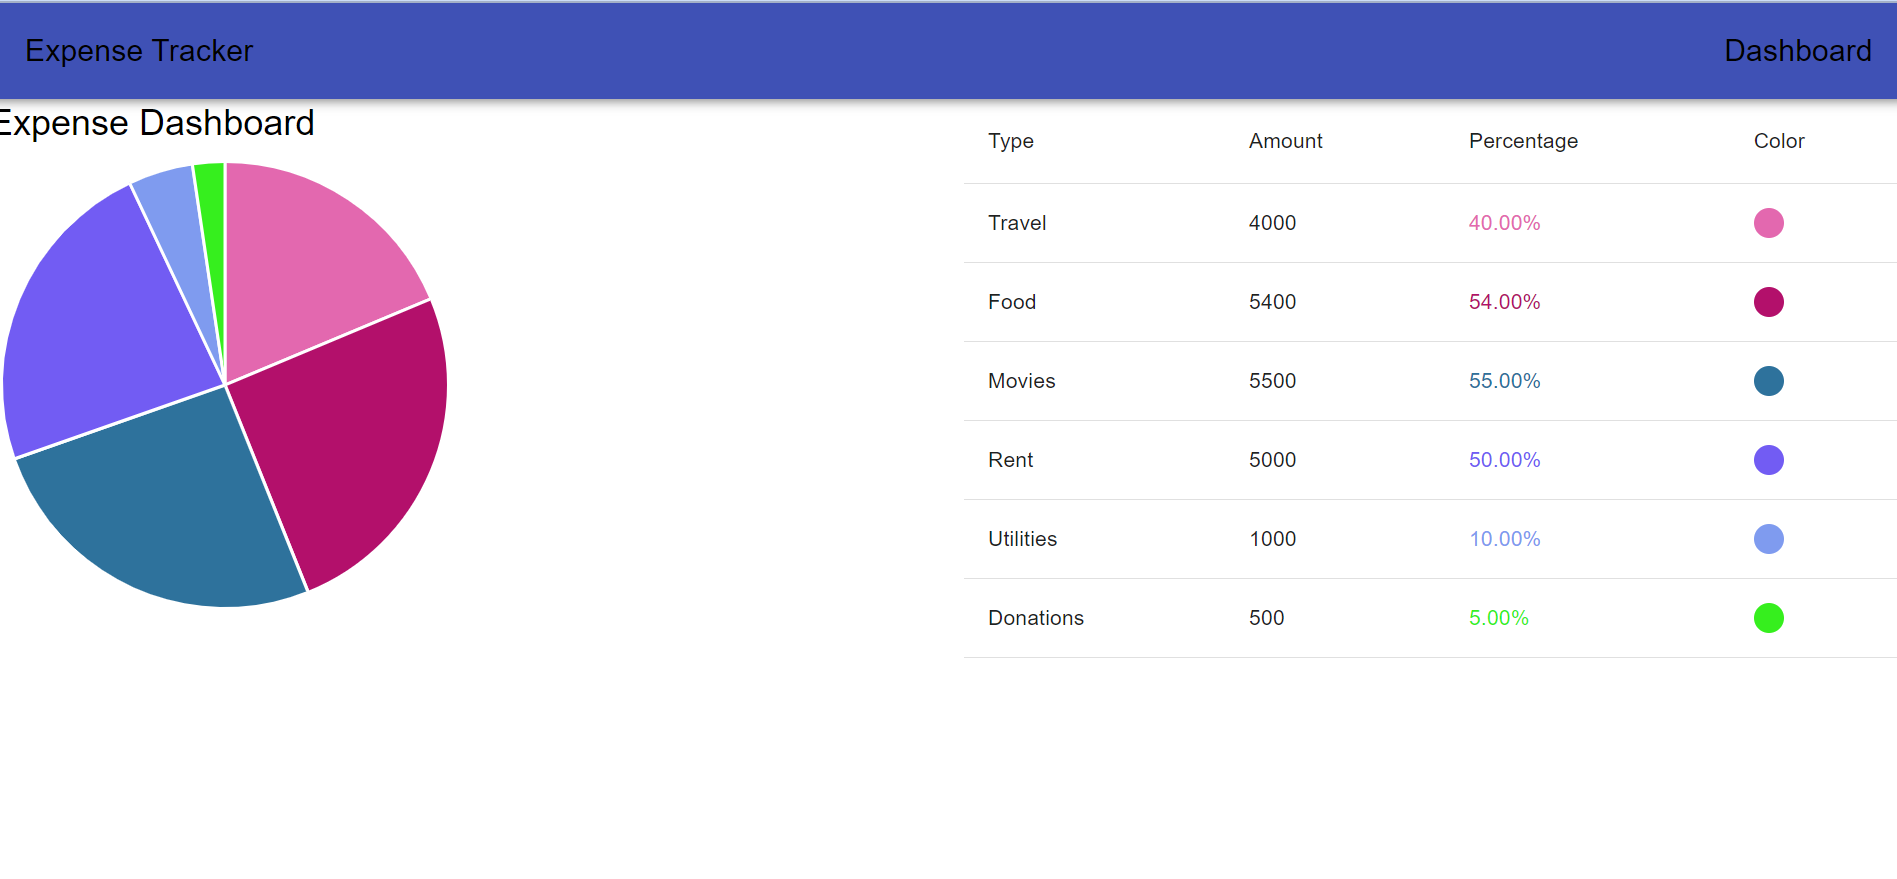 Expense Tracker Dashboard
Expense Dashboard
Type Amount Percentage Color
Travel 4000 40.00%
Food 5400 54.00%
Movies 5500 55.00%
Rent 5000 50.00%
Utilities 1000 10.00%
Donations 500 5.00%